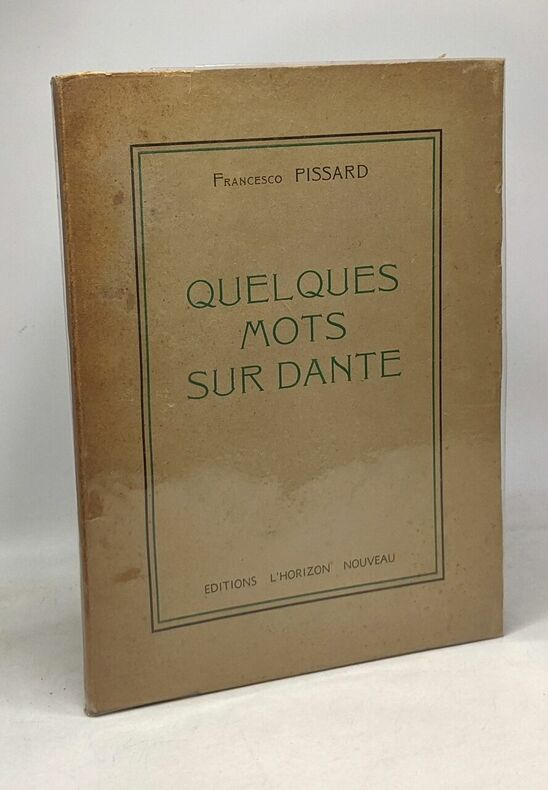 Francesco PISSARD
QUELQUES
MOTS
SUR DANTE
EDITIONS L'HORIZON NOUVEAU